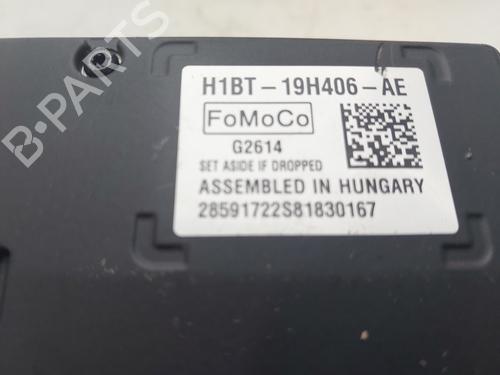 H1BT-19H406-AE
FoMoCo
G2614
SET ASIDE IF DROPPED
ASSEMBLED IN HUNGARY
28591722S81830167
B-PARTS